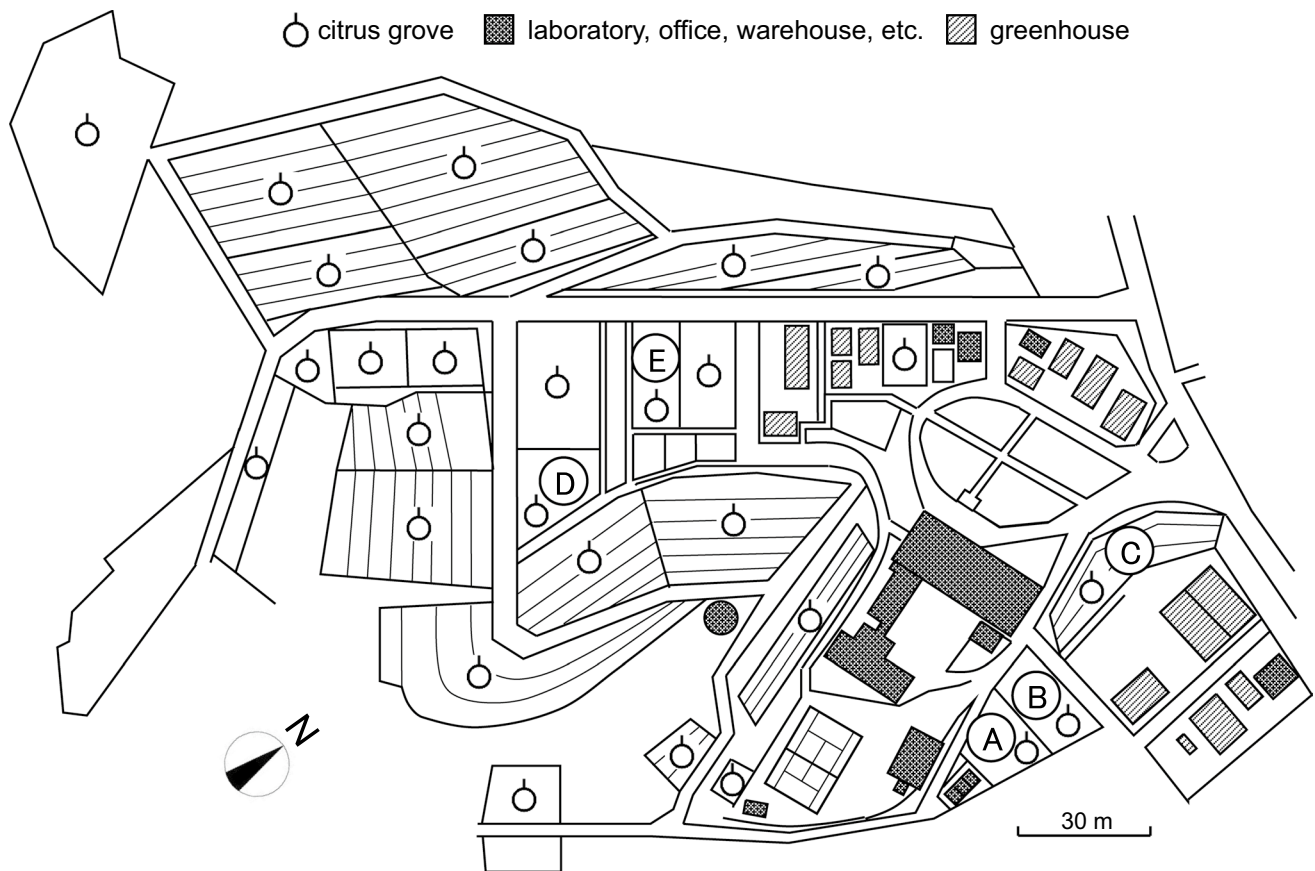 citrus grove laboratory, office, warehouse, etc. greenhouse
E
D
C
B
A
N
30 m